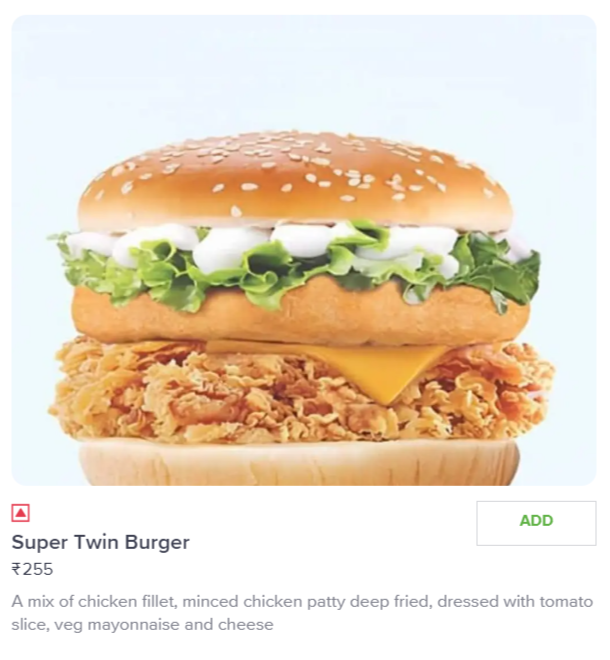 ADD
Super Twin Burger
₹255
A mix of chicken fillet, minced chicken patty deep fried, dressed with tomato
slice, veg mayonnaise and cheese